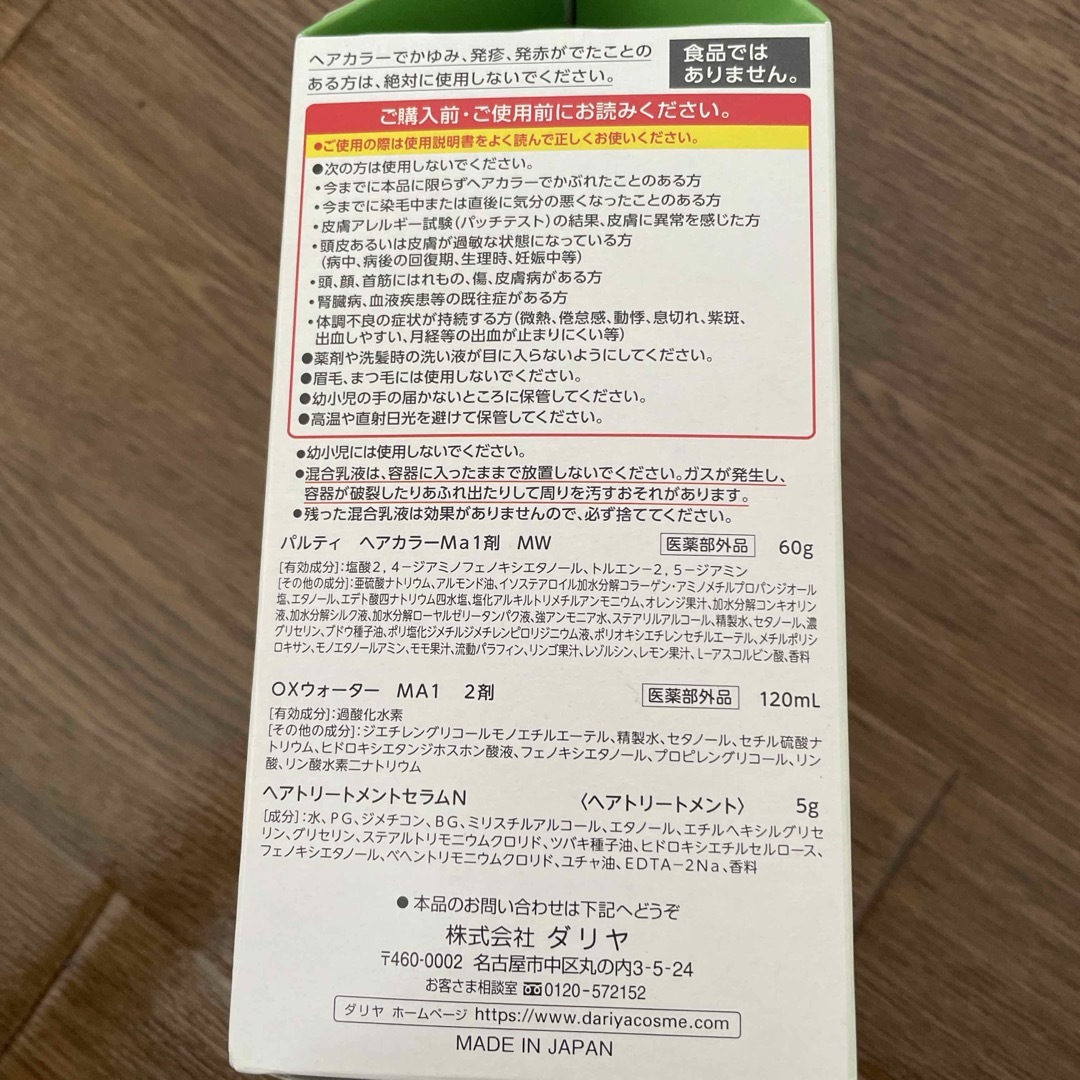 ヘアカラーでかゆみ、発疹、発赤がでたことの
ある方は、絶対に使用しないでください。
食品では
ありません。
ご購入前・ご使用前にお読みください。
●ご使用の際は使用説明書をよく読んで正しくお使いください。
●次の方は使用しないでください。
・今までに本品に限らずヘアカラーでかぶれたことのある方
・今までに染毛中または直後に気分の悪くなったことのある方
・皮膚アレルギー試験(パッチテスト)の結果、皮膚に異常を感じた方
・頭皮あるいは皮膚が過敏な状態になっている方
(病中、病後の回復期、生理時、妊娠中等)
・頭、顔、首筋にはれもの、傷、皮膚病がある方
・腎臓病、血液疾患等の既往症がある方
・体調不良の症状が持続する方(微熱、倦怠感、動悸、息切れ、紫斑、
出血しやすい、月経等の出血が止まりにくい等)
●薬剤や洗髪時の洗い液が目に入らないようにしてください。
●眉毛、まつ毛には使用しないでください。
●幼小児の手の届かないところに保管してください。
●高温や直射日光を避けて保管してください。
●幼小児には使用しないでください。
●混合乳液は、容器に入ったままで放置しないでください。ガスが発生し、
容器が破裂したりあふれ出たりして周りを汚すおそれがあります。
●残った混合乳液は効果がありませんので、必ず捨ててください。
パルティ ヘアカラーMa1剤 MW 医薬部外品 60g
[有効成分]:塩酸2,4-ジアミノフェノキシエタノール、トルエン-2,5-ジアミン
[その他の成分]:亜硫酸ナトリウム、アルモンド油、イソステアロイル加水分解コラーゲン・アミノメチルプロパンジオール
塩、エタノール、エデト酸四ナトリウム四水塩、塩化アルキルトリメチルアンモニウム、オレンジ果汁、加水分解コンキオリン
液、加水分解シルク液、加水分解ローヤルゼリータンパク液、強アンモニア水、ステアリルアルコール、精製水、セタノール、濃
グリセリン、ブドウ種子油、ポリ塩化ジメチルジメチレンピロリジニウム液、ポリオキシエチレンセチルエーテル、メチルポリシ
ロキサン、モノエタノールアミン、モモ果汁、流動パラフィン、リンゴ果汁、レゾルシン、レモン果汁、L-アスコルビン酸、香料
OXウォーター MA1 2剤 医薬部外品 120mL
[有効成分]:過酸化水素
[その他の成分]:ジエチレングリコールモノエチルエーテル、精製水、セタノール、セチル硫酸ナ
トリウム、ヒドロキシエタンジホスホン酸液、フェノキシエタノール、プロピレングリコール、リン
酸、リン酸水素二ナトリウム
ヘアトリートメントセラムN 〈ヘアトリートメント〉 5g
[成分]:水、PG、ジメチコン、BG、ミリスチルアルコール、エタノール、エチルヘキシルグリセ
リン、グリセリン、ステアルトリモニウムクロリド、ツバキ種子油、ヒドロキシエチルセルロース、
フェノキシエタノール、ベヘントリモニウムクロリド、ユチャ油、EDTA-2Na、香料
●本品のお問い合わせは下記へどうぞ
株式会社 ダリヤ
〒460-0002 名古屋市中区丸の内3-5-24
お客さま相談室 0120-572152
ダリヤ ホームページ https://www.dariyacosme.com
MADE IN JAPAN